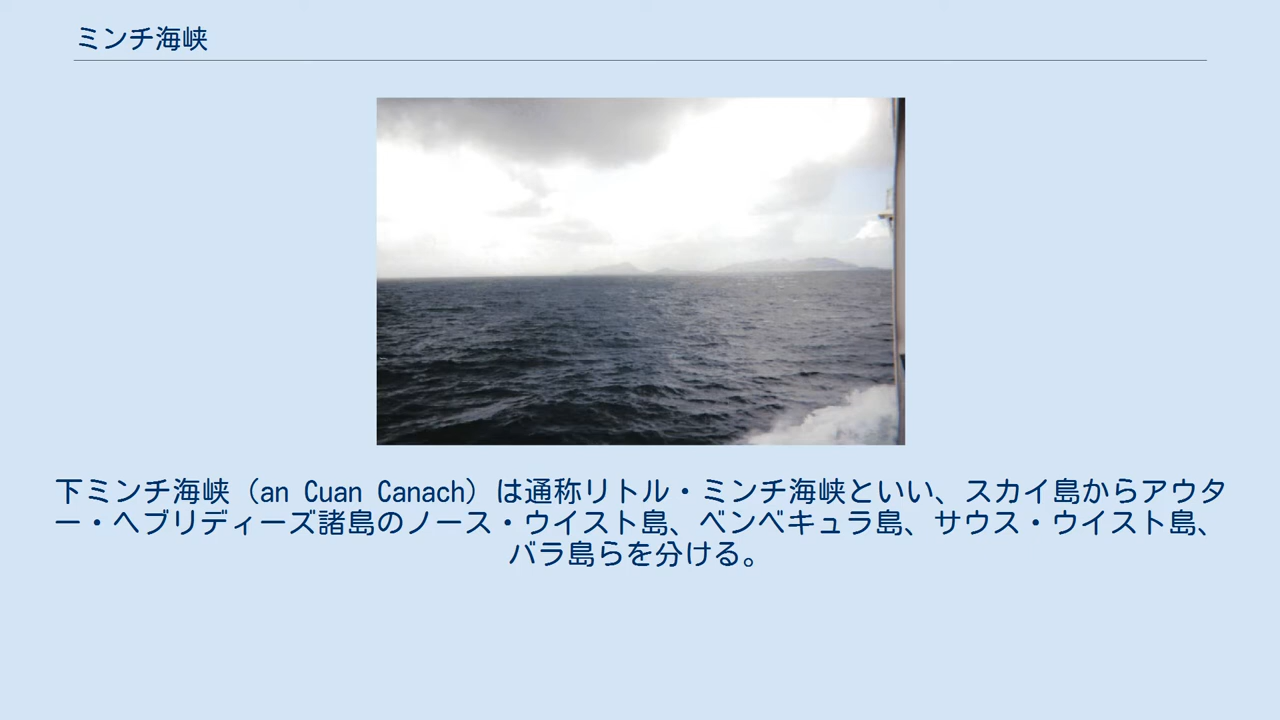 ミンチ海峡
下ミンチ海峡（an Cuan Canach）は通称リトル・ミンチ海峡といい、スカイ島からアウタ
ー・ヘブリディーズ諸島のノース・ウイスト島、ベンベキュラ島、サウス・ウイスト島、
バラ島らを分ける。